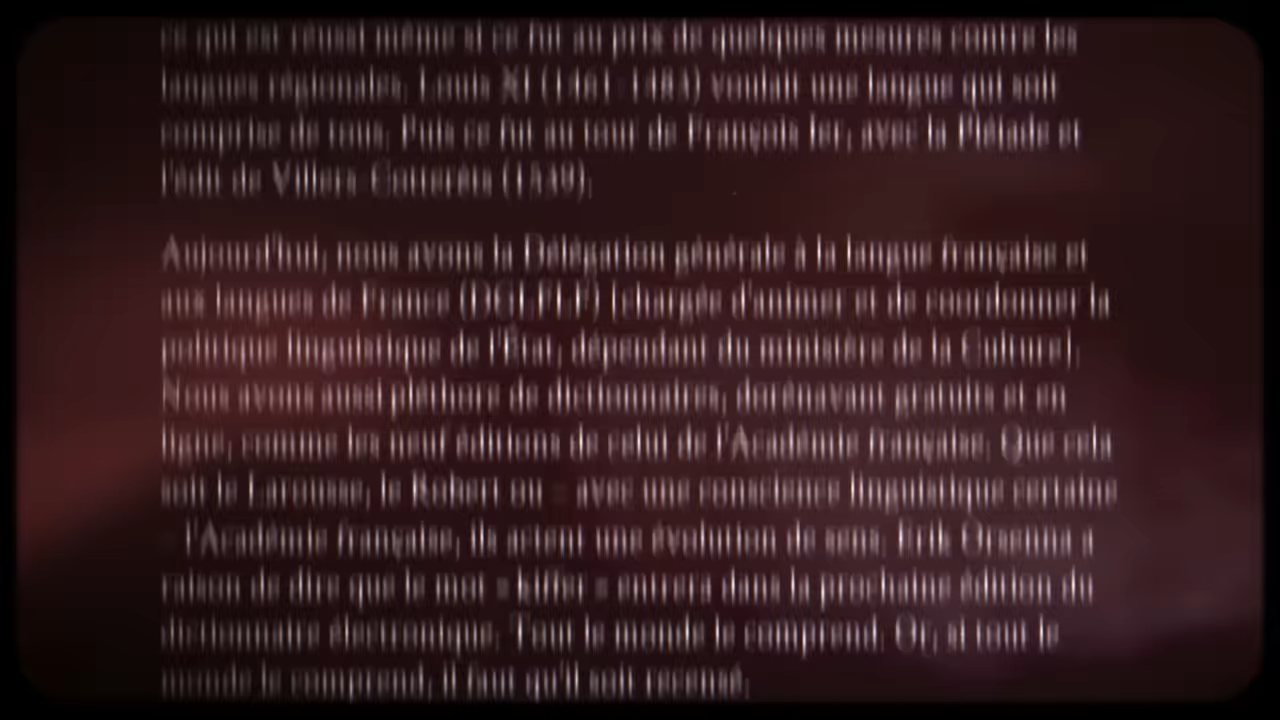 ce qui est réussi même si ce fut au prix de quelques mesures contre les
langues régionales. Louis XI (1461-1483) voulait une langue qui soit
comprise de tous. Puis ce fut au tour de François Ier, avec la Pléiade et
l'édit de Villers-Cotterêts (1539).
Aujourd'hui, nous avons la Délégation générale à la langue française et
aux langues de France (DGLFLF) [chargée d'animer et de coordonner la
politique linguistique de l'État, dépendant du ministère de la Culture].
Nous avons aussi pléthore de dictionnaires, dorénavant gratuits et en
ligne, comme les neuf éditions de celui de l'Académie française. Que cela
soit le Larousse, le Robert ou – avec une conscience linguistique certaine
– l'Académie française, ils actent une évolution de sens. Erik Orsenna a
raison de dire que le mot « kiffer » entrera dans la prochaine édition du
dictionnaire électronique. Tout le monde le comprend. Or, si tout le
monde le comprend, il faut qu'il soit recensé.